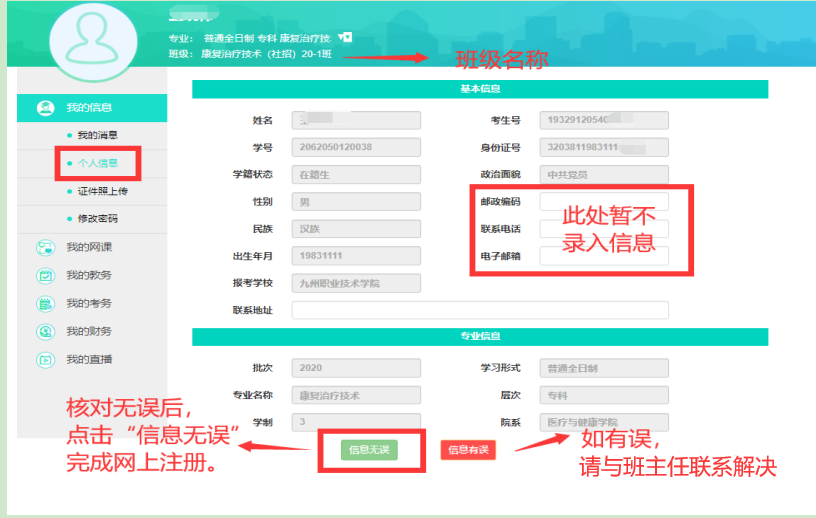 专业： 普通全日制 专科 康复治疗技
班级： 康复治疗技术（社招）20-1班
班级名称
基本信息
我的信息
我的消息
个人信息
证件照上传
修改密码
我的网课
我的教务
我的考务
我的财务
我的直播
姓名
考生号 19329120540
学号 2062050120038
身份证号 3203811983111
学籍状态 在籍生
政治面貌 中共党员
性别 男
邮政编码
民族 汉族
联系电话
出生年月 19831111
电子邮箱
此处暂不
录入信息
报考学校 九州职业技术学院
联系地址
专业信息
批次 2020
学习形式 普通全日制
专业名称 康复治疗技术
层次 专科
学制 3
院系 医疗与健康学院
信息无误
信息有误
核对无误后，
点击“信息无误”
完成网上注册。
如有误，
请与班主任联系解决